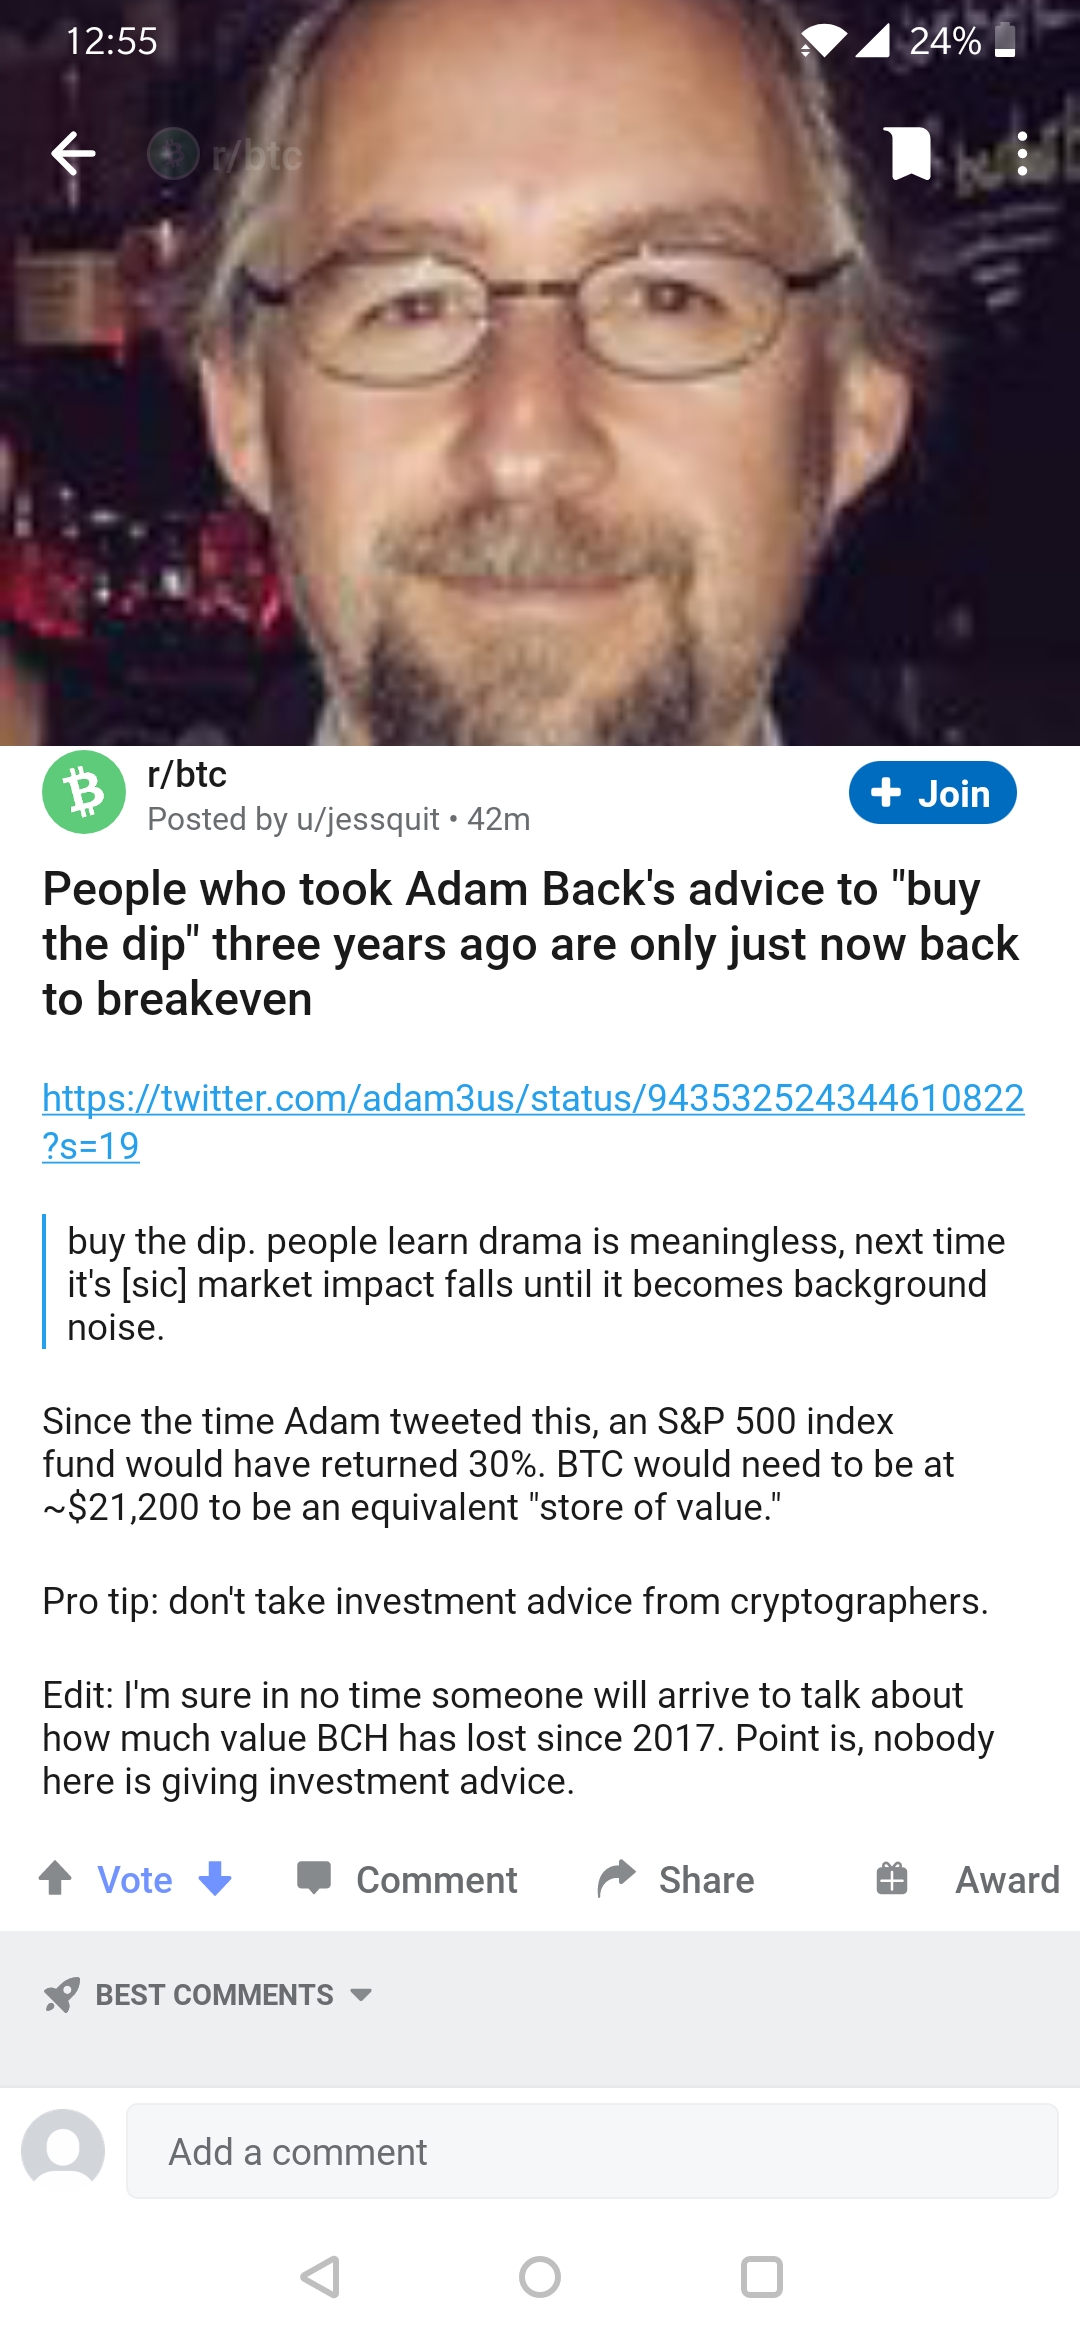 12:55
24%
r/btc
r/btc
Posted by u/jessquit • 42m
+ Join
People who took Adam Back's advice to "buy
the dip" three years ago are only just now back
to breakeven
https://twitter.com/adam3us/status/943532524344610822
?s=19
buy the dip. people learn drama is meaningless, next time
it's [sic] market impact falls until it becomes background
noise.
Since the time Adam tweeted this, an S&P 500 index
fund would have returned 30%. BTC would need to be at
~$21,200 to be an equivalent "store of value."
Pro tip: don't take investment advice from cryptographers.
Edit: I'm sure in no time someone will arrive to talk about
how much value BCH has lost since 2017. Point is, nobody
here is giving investment advice.
Vote Comment Share Award
BEST COMMENTS
Add a comment